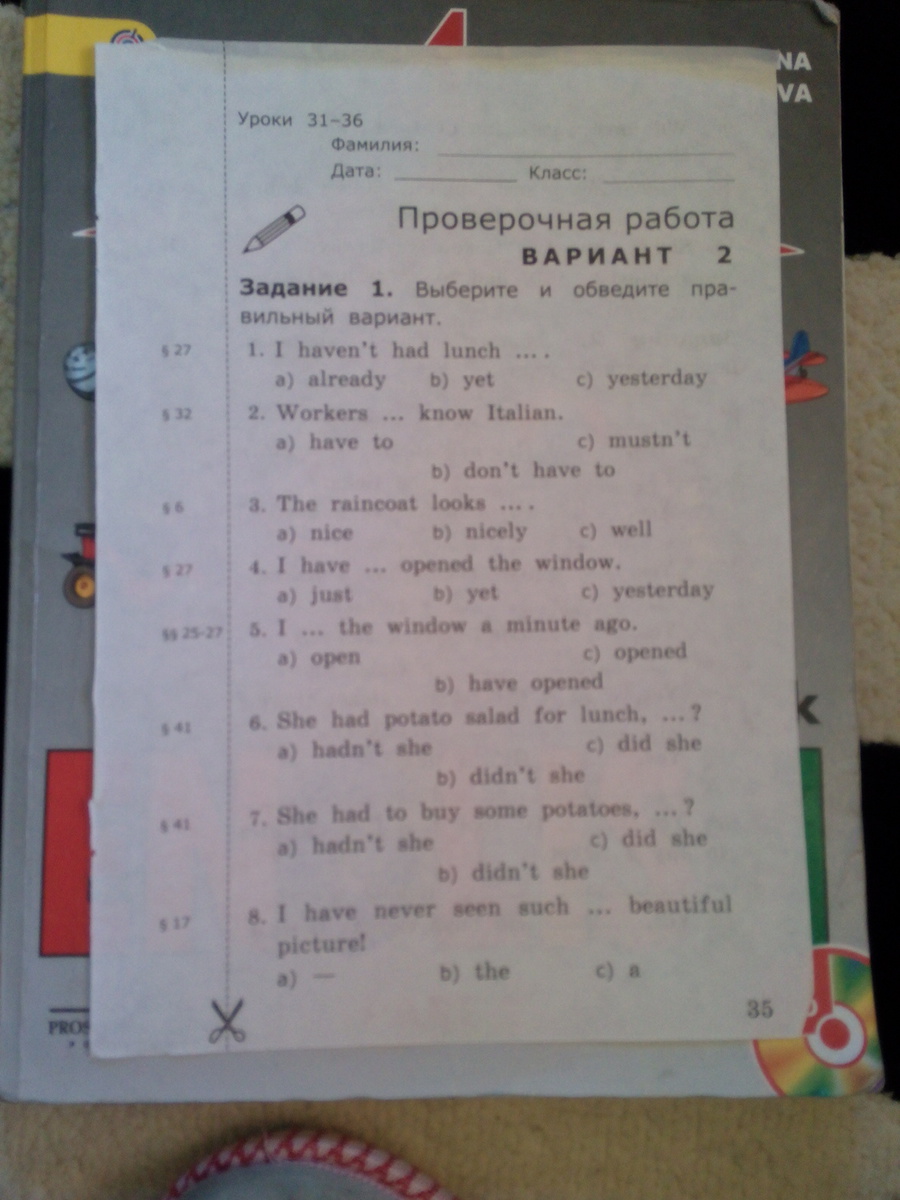 NA
VA
Уроки 31–36
Фамилия:
Дата: Класс:
Проверочная работа
ВАРИАНТ 2
Задание 1. Выберите и обведите пра-
вильный вариант.
§ 27 1. I haven't had lunch ... .
a) already b) yet c) yesterday
§ 32 2. Workers ... know Italian.
a) have to c) mustn't
b) don't have to
§ 6 3. The raincoat looks ... .
a) nice b) nicely c) well
§ 27 4. I have ... opened the window.
a) just b) yet c) yesterday
§§ 25-27 5. I ... the window a minute ago.
a) open c) opened
b) have opened
§ 41 6. She had potato salad for lunch, ... ?
a) hadn't she c) did she
b) didn't she
§ 41 7. She had to buy some potatoes, ... ?
a) hadn't she c) did she
b) didn't she
§ 17 8. I have never seen such ... beautiful
picture!
a) — b) the c) a
35
k
PROS